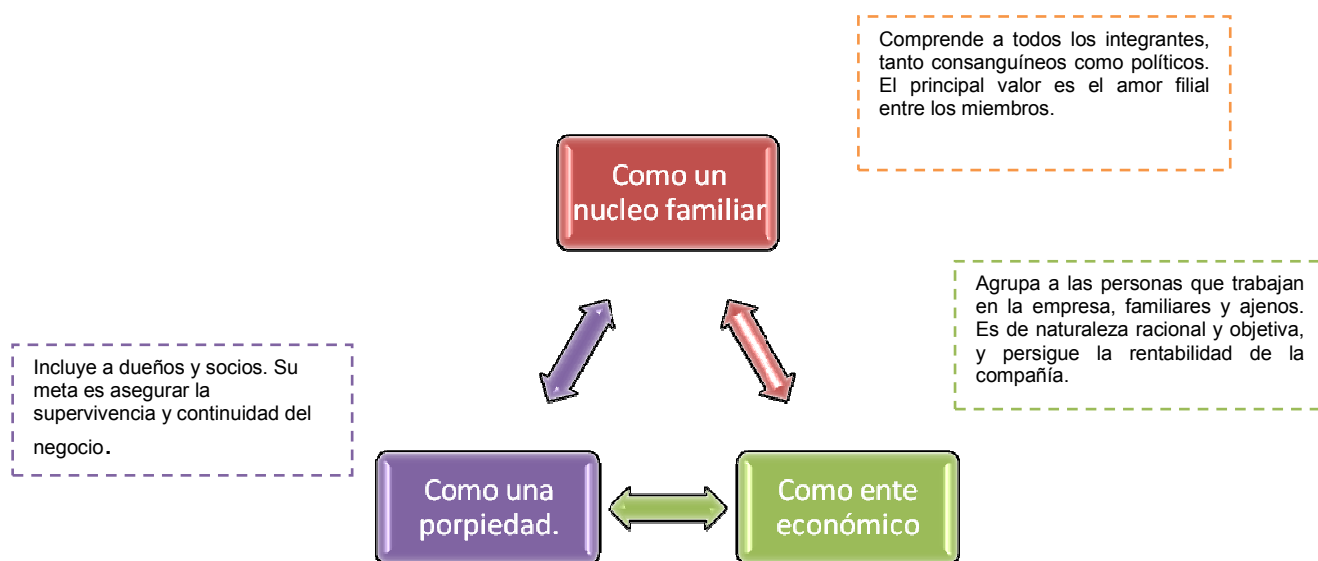 Comprende a todos los integrantes,
tanto consanguíneos como políticos.
El principal valor es el amor filial
entre los miembros.
Como un
nucleo familiar
Agrupa a las personas que trabajan
en la empresa, familiares y ajenos.
Es de naturaleza racional y objetiva,
y persigue la rentabilidad de la
compañía.
Incluye a dueños y socios. Su
meta es asegurar la
supervivencia y continuidad del
negocio.
Como una
porpiedad.
Como ente
económico